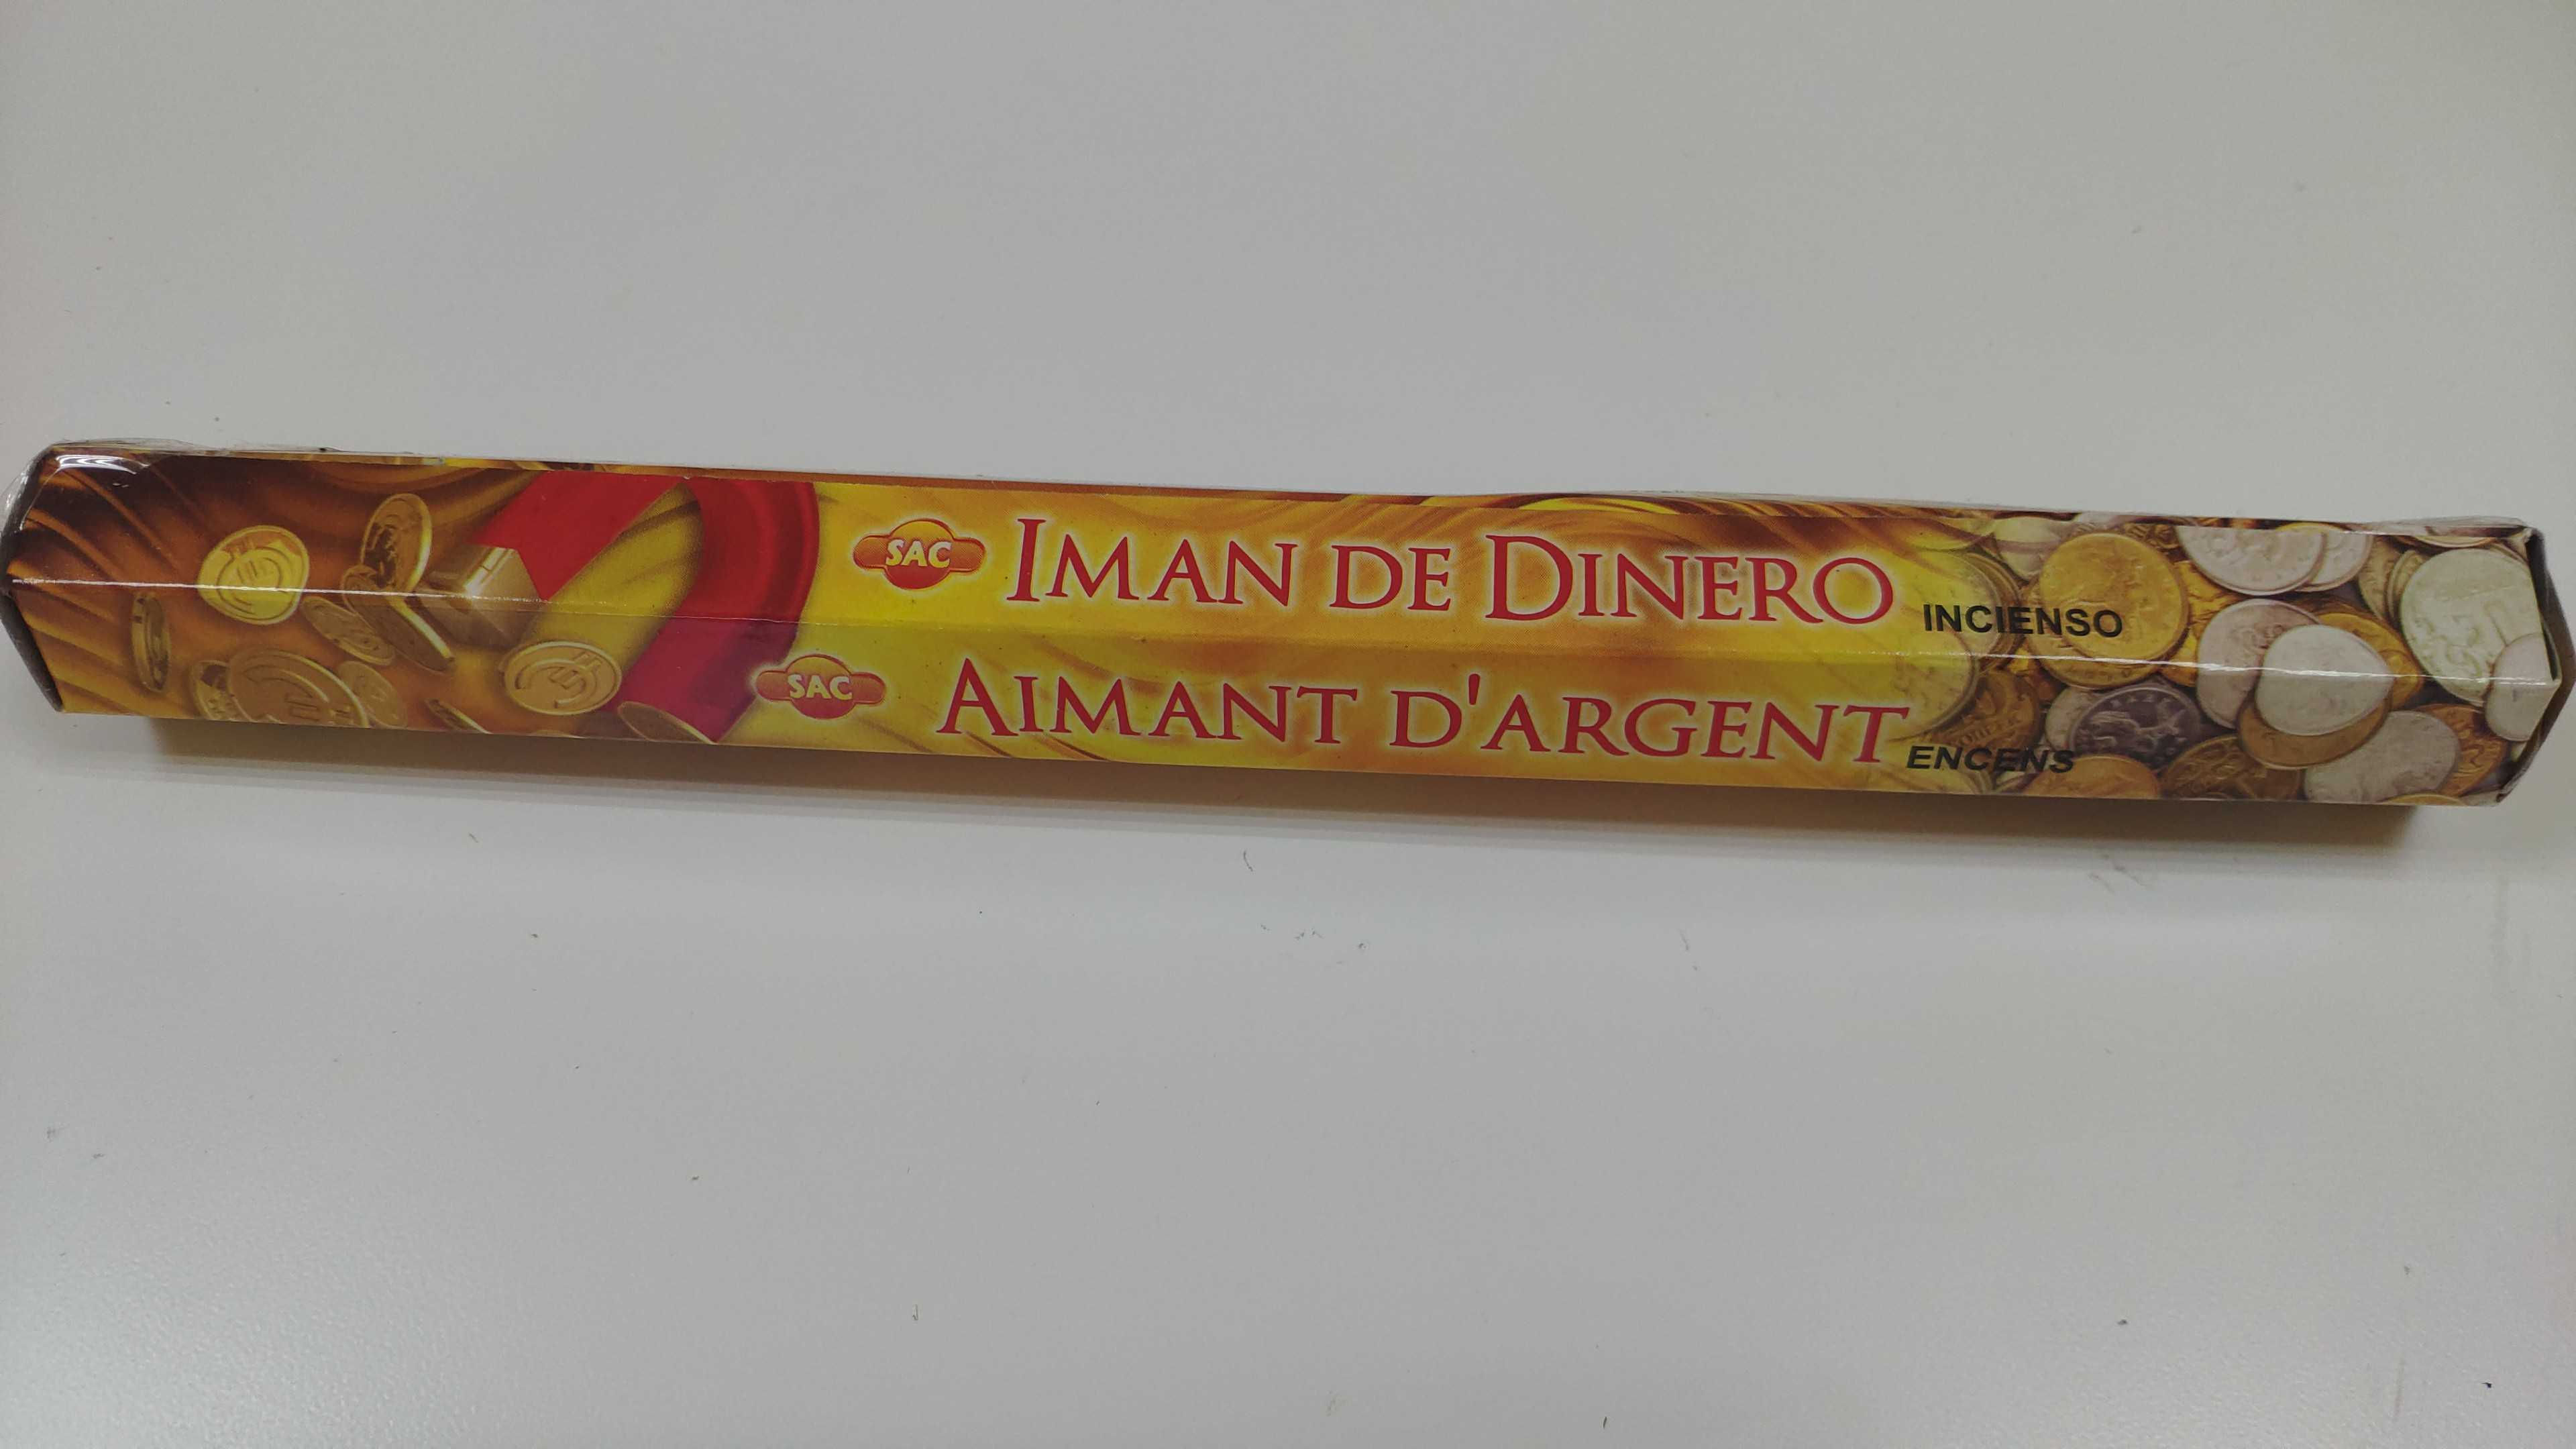 SAC IMAN DE DINERO INCIENSO
SAC AIMANT D'ARGENT ENCENS